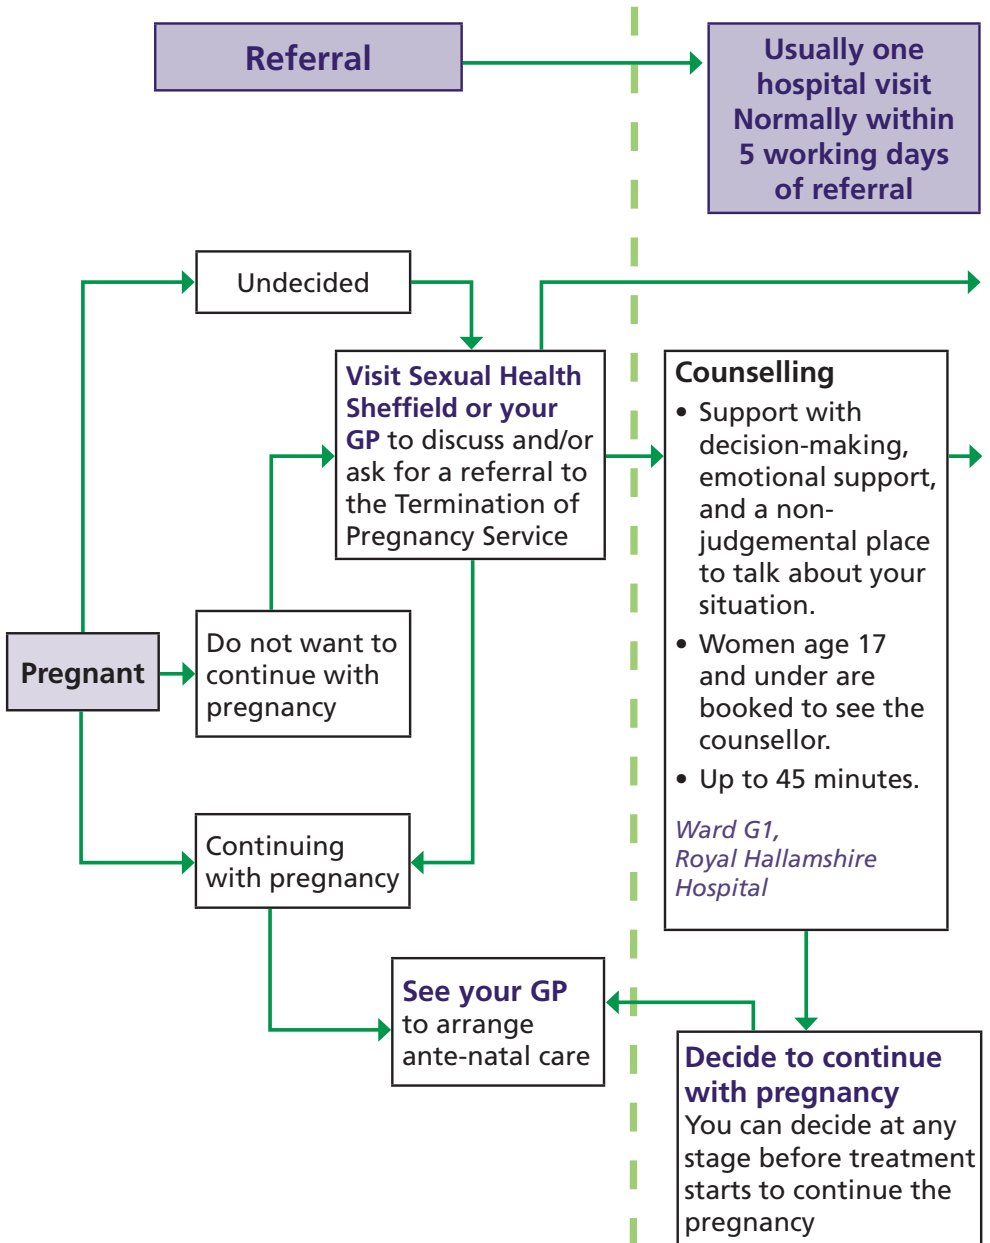 Referral
Usually one
hospital visit
Normally within
5 working days
of referral
Undecided
Visit Sexual Health
Sheffield or your
GP to discuss and/or
ask for a referral to
the Termination of
Pregnancy Service
Pregnant
Do not want to
continue with
pregnancy
Continuing
with pregnancy
See your GP
to arrange
ante-natal care
Counselling
• Support with
decision-making,
emotional support,
and a non-
judgemental place
to talk about your
situation.
• Women age 17
and under are
booked to see the
counsellor.
• Up to 45 minutes.
Ward G1,
Royal Hallamshire
Hospital
Decide to continue
with pregnancy
You can decide at any
stage before treatment
starts to continue the
pregnancy